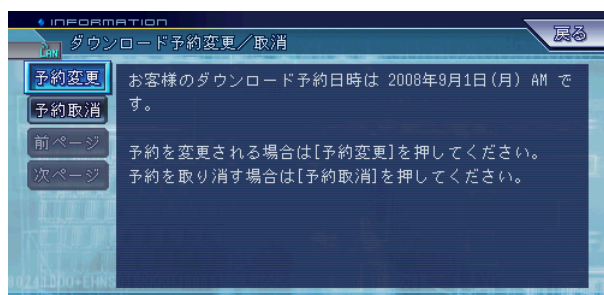 INFORMATION
LAN ダウンロード予約変更／取消
戻る
予約変更
予約取消
前ページ
次ページ
お客様のダウンロード予約日時は 2008年9月1日(月) AM で
す。
予約を変更される場合は[予約変更]を押してください。
予約を取り消す場合は[予約取消]を押してください。